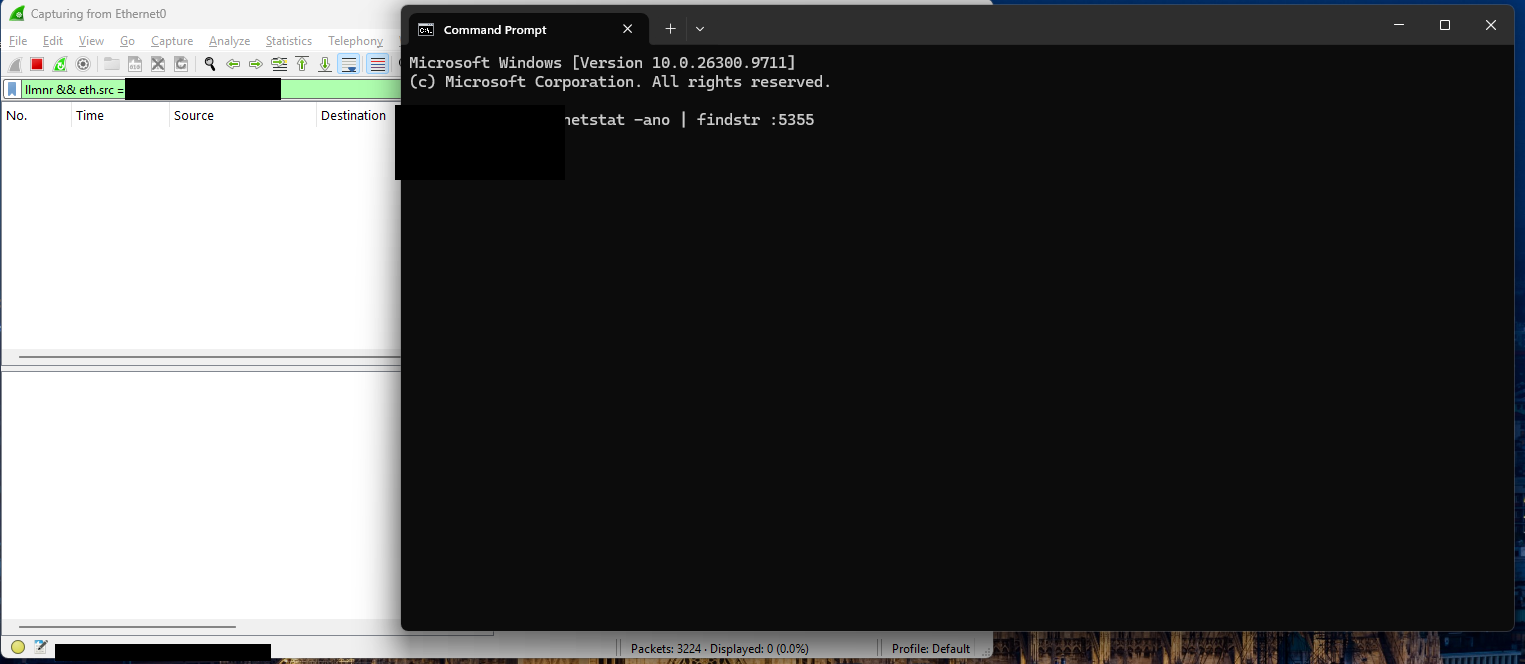 Capturing from Ethernet0
File Edit View Go Capture Analyze Statistics Telephony
llmnr && eth.src =
No. Time Source Destination
Packets: 3224 · Displayed: 0 (0.0%) Profile: Default
Command Prompt
Microsoft Windows [Version 10.0.26300.9711]
(c) Microsoft Corporation. All rights reserved.
netstat -ano | findstr :5355